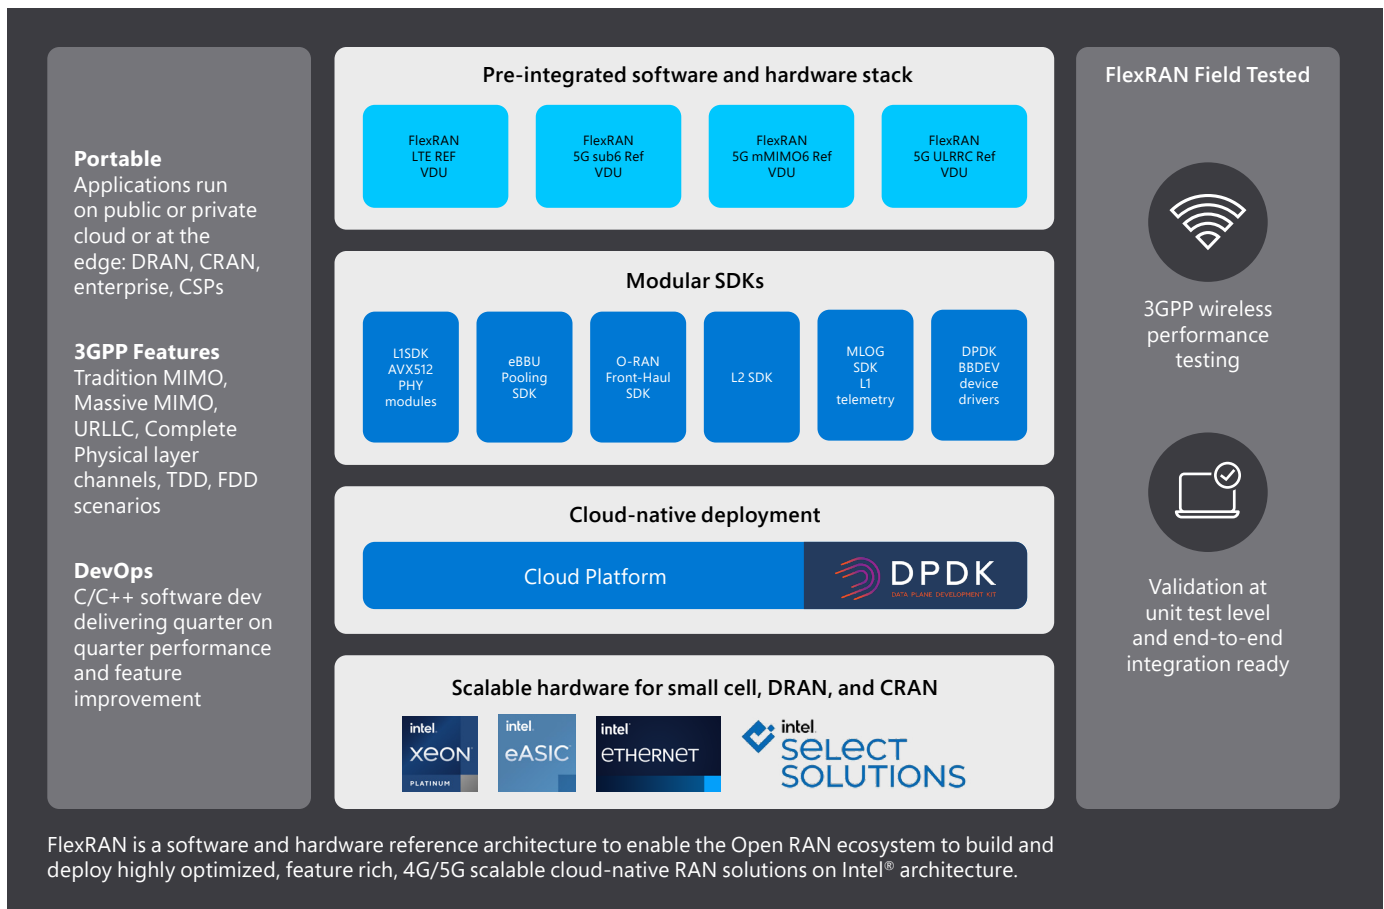 Portable
Applications run
on public or private
cloud or at the
edge: DRAN, CRAN,
enterprise, CSPs
3GPP Features
Tradition MIMO,
Massive MIMO,
URLLC, Complete
Physical layer
channels, TDD, FDD
scenarios
DevOps
C/C++ software dev
delivering quarter on
quarter performance
and feature
improvement
Pre-integrated software and hardware stack
FlexRAN
LTE REF
VDU
FlexRAN
5G sub6 Ref
VDU
FlexRAN
5G mMIMO6 Ref
VDU
FlexRAN
5G ULRRC Ref
VDU
Modular SDKs
L1SDK
AVX512
PHY
modules
eBBU
Pooling
SDK
O-RAN
Front-Haul
SDK
L2 SDK
MLOG
SDK
L1
telemetry
DPDK
BBDEV
device
drivers
Cloud-native deployment
Cloud Platform
DPDK
DATA PLANE DEVELOPMENT KIT
Scalable hardware for small cell, DRAN, and CRAN
intel.
xeon
PLATINUM
intel.
eASIC
intel
eTHERNET
intel.
SELECT
SOLUTIONS
FlexRAN Field Tested
3GPP wireless
performance
testing
Validation at
unit test level
and end-to-end
integration ready
FlexRAN is a software and hardware reference architecture to enable the Open RAN ecosystem to build and
deploy highly optimized, feature rich, 4G/5G scalable cloud-native RAN solutions on Intel® architecture.